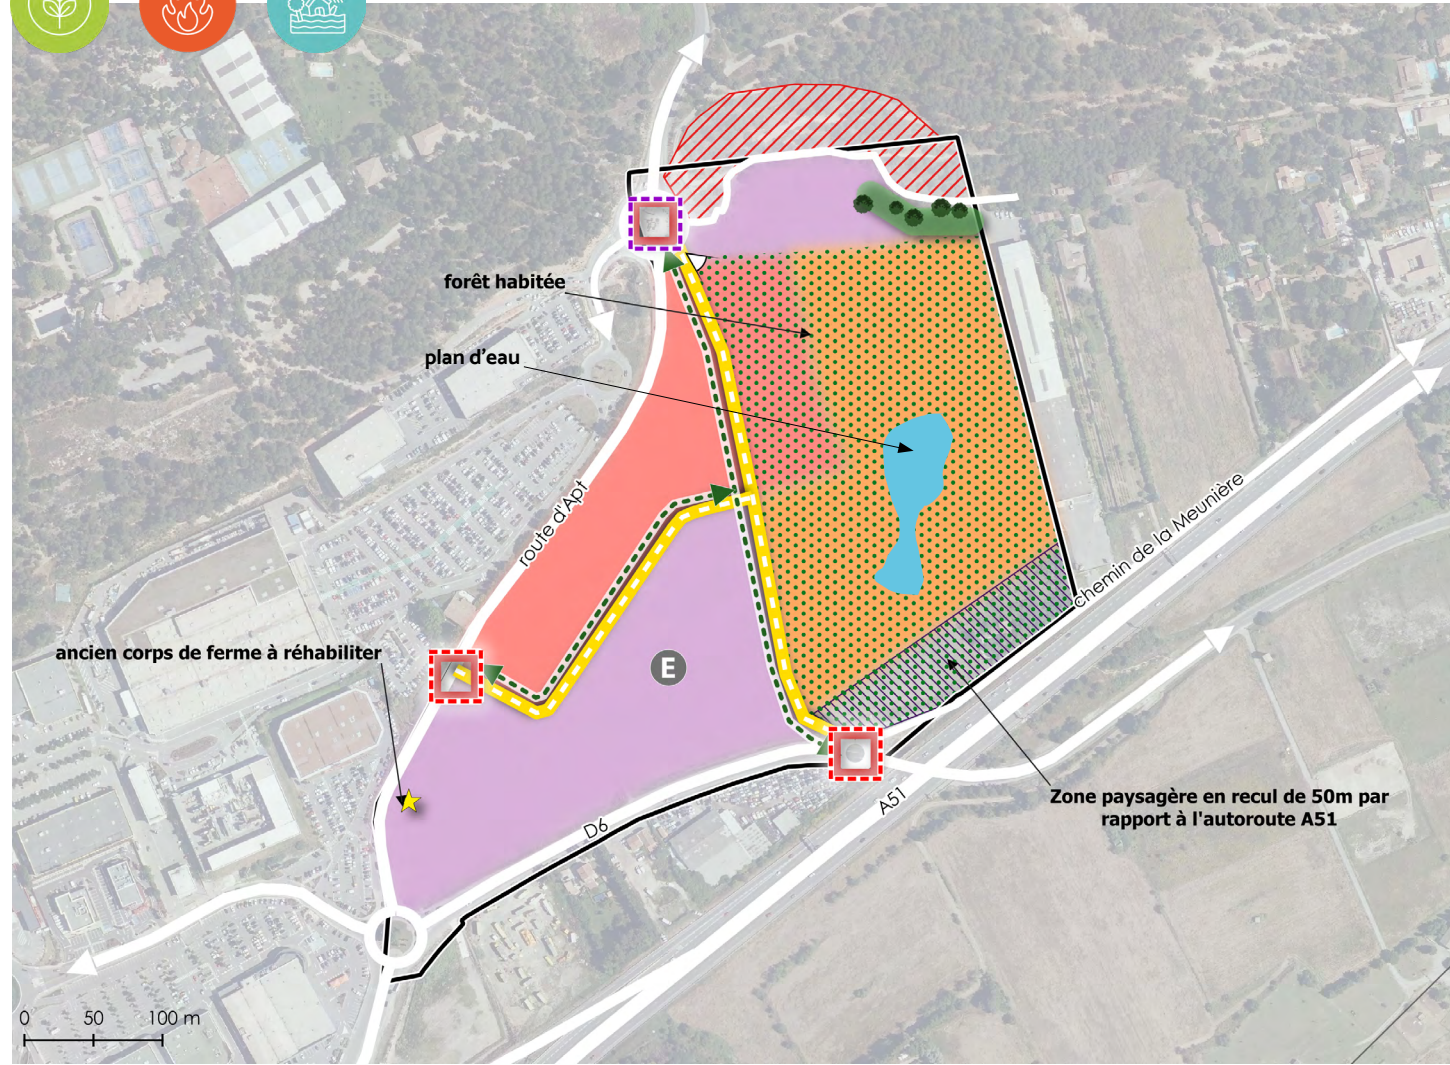 forêt habitée
plan d'eau
route d'Apt
chemin de la Meunière
ancien corps de ferme à réhabiliter
E
Zone paysagère en recul de 50m par
rapport à l'autoroute A51
A51
D6
0 50 100 m